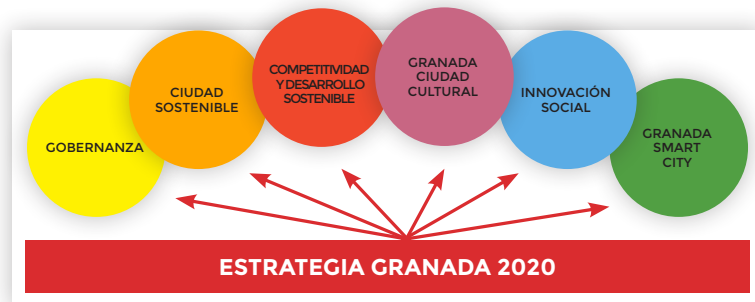 GOBERNANZA
CIUDAD
SOSTENIBLE
COMPETITIVIDAD
Y DESARROLLO
SOSTENIBLE
GRANADA
CIUDAD
CULTURAL
INNOVACIÓN
SOCIAL
GRANADA
SMART
CITY
ESTRATEGIA GRANADA 2020